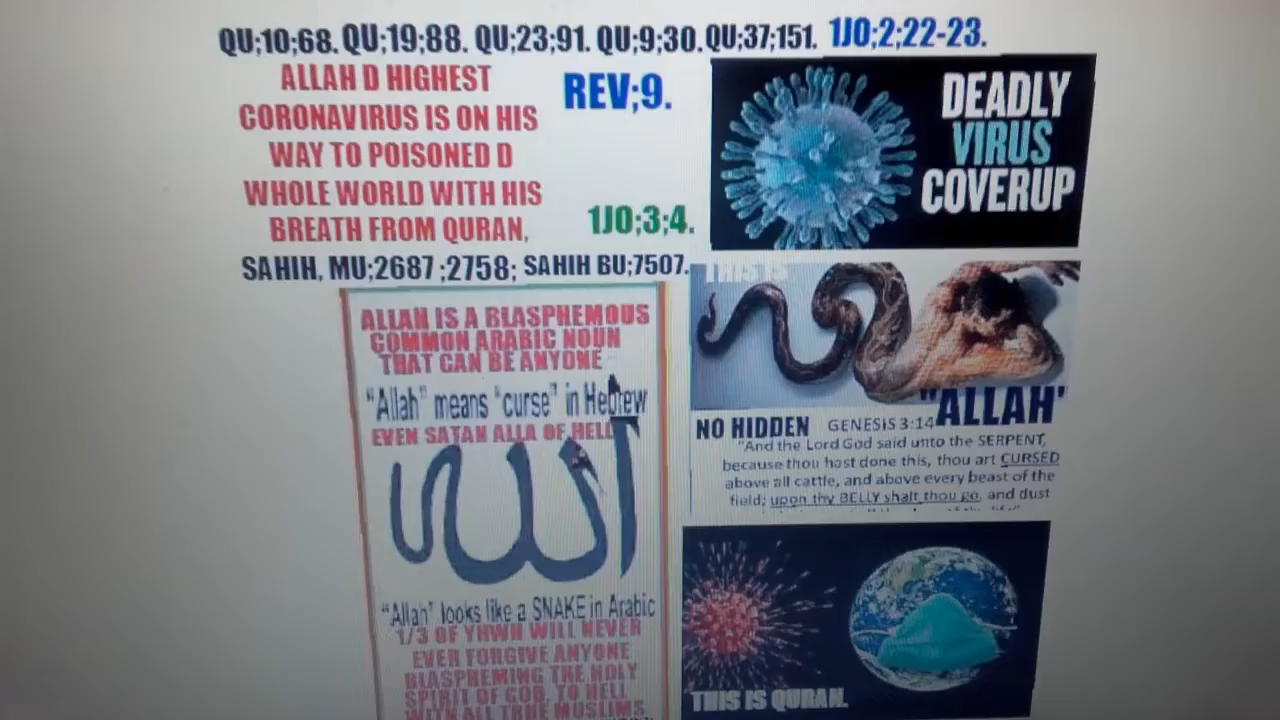 QU;10;68. QU;19;88. QU;23;91. QU;9;30. QU;37;151. 1JO;2;22-23.
ALLAH D HIGHEST
CORONAVIRUS IS ON HIS
WAY TO POISONED D
WHOLE WORLD WITH HIS
BREATH FROM QURAN,
REV;9.
1JO;3;4.
SAHIH, MU;2687 ;2758; SAHIH BU;7507.
DEADLY
VIRUS
COVERUP
ALLAH IS A BLASPHEMOUS
COMMON ARABIC NOUN
THAT CAN BE ANYONE
"Allah" means "curse" in Hebrew
EVEN SATAN ALLA OF HELL
الله
"Allah" looks like a SNAKE in Arabic
1/3 OF YHWH WILL NEVER
EVER FORGIVE ANYONE
BLASPHEMING THE HOLY
SPIRIT OF GOD, TO HELL
WITH ALL TRUE MUSLIMS
THIS IS
"ALLAH"
NO HIDDEN GENESIS 3:14
"And the Lord God said unto the SERPENT,
because thou hast done this, thou art CURSED
above all cattle, and above every beast of the
field; upon thy BELLY shalt thou go, and dust
THIS IS QURAN.